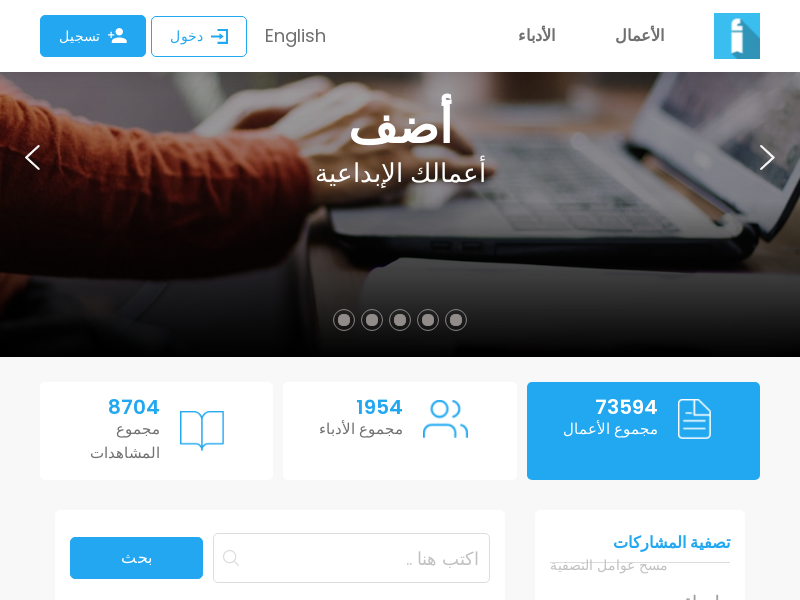 الأعمال
الأدباء
English
دخول
تسجيل
أضف
أعمالك الإبداعية
73594
مجموع الأعمال
1954
مجموع الأدباء
8704
مجموع
المشاهدات
تصفية المشاركات
مسح عوامل التصفية
اكتب هنا ..
بحث